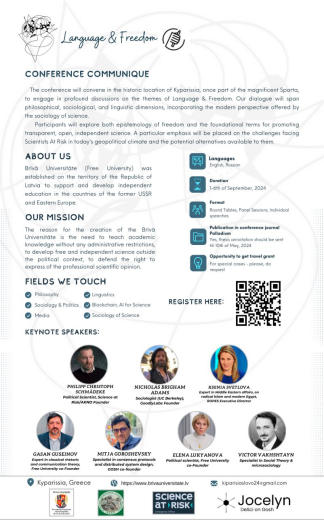 Language & Freedom
CONFERENCE COMMUNIQUE
The conference will convene in the historic location of Kyparissia, once part of the magnificent Sparta,
to engage in profound discussions on the themes of Language & Freedom. Our dialogue will span
philosophical, sociological, and linguistic dimensions, incorporating the modern perspective offered by
the sociology of science.
Participants will explore both epistemology of Freedom and the foundational terms for promoting
transparent, open, independent science. A particular emphasis will be placed on the challenges facing
Scientists At Risk in today's geopolitical climate and the potential alternatives available to them.
ABOUT US
Brīvā Universitāte (Free University) was
established on the territory of the Republic of
Latvia to support and develop independent
education in the countries of the former USSR
and Eastern Europe.
OUR MISSION
The reason for the creation of the Brīvā
Universitāte is the need to teach academic
knowledge without any administrative restrictions,
to develop free and independent science outside
the political context, to defend the right to
express of the professional scientific opinion.
FIELDS WE TOUCH
Philosophy
Sociology & Politics
Media
Lingustics
Blockchain, AI for Science
Sociology of Science
Languages
English, Russian
Duration
1-6th of September, 2024
Format
Round Tables, Panel Sessions, Individual
speeches
Publication in conference journal
Palladium
Yes, theses annotation should be sent
till 10th of May, 2024
Opportunity to get travel grant
For special cases - please, do
request
REGISTER HERE:
KEYNOTE SPEAKERS:
PHILIPP CHRISTOPH
SCHMÄDEKE
Political Scientist, Science at
Risk/AKNO Founder
NICHOLAS BRIGHAM
ADAMS
Sociologist (UC Berkeley),
GoodlyLabs Founder
KSENIA SVETLOVA
Expert in Middle Eastern affairs, on
radical Islam and modern Egypt,
ROPES Executive Director
GASAN GUSEJNOV
Specialist in classical rhetoric
and communication theory,
Free University co-Founder
MITJA GOROSHEVSKY
Specialist in consensus protocols
and distributed system design,
GOSH co-founder
ELENA LUKYANOVA
Political scientist, Free University
co-Founder
VICTOR VAKHSHTAYN
Specialist in Social Theory &
microsociology
Kyparissia, Greece
https://www.brivauniversitate.lv
kiparisslovo24@gmail.com
SCIENCE
AT RISK
Jocelyn
DeSci on Gosh